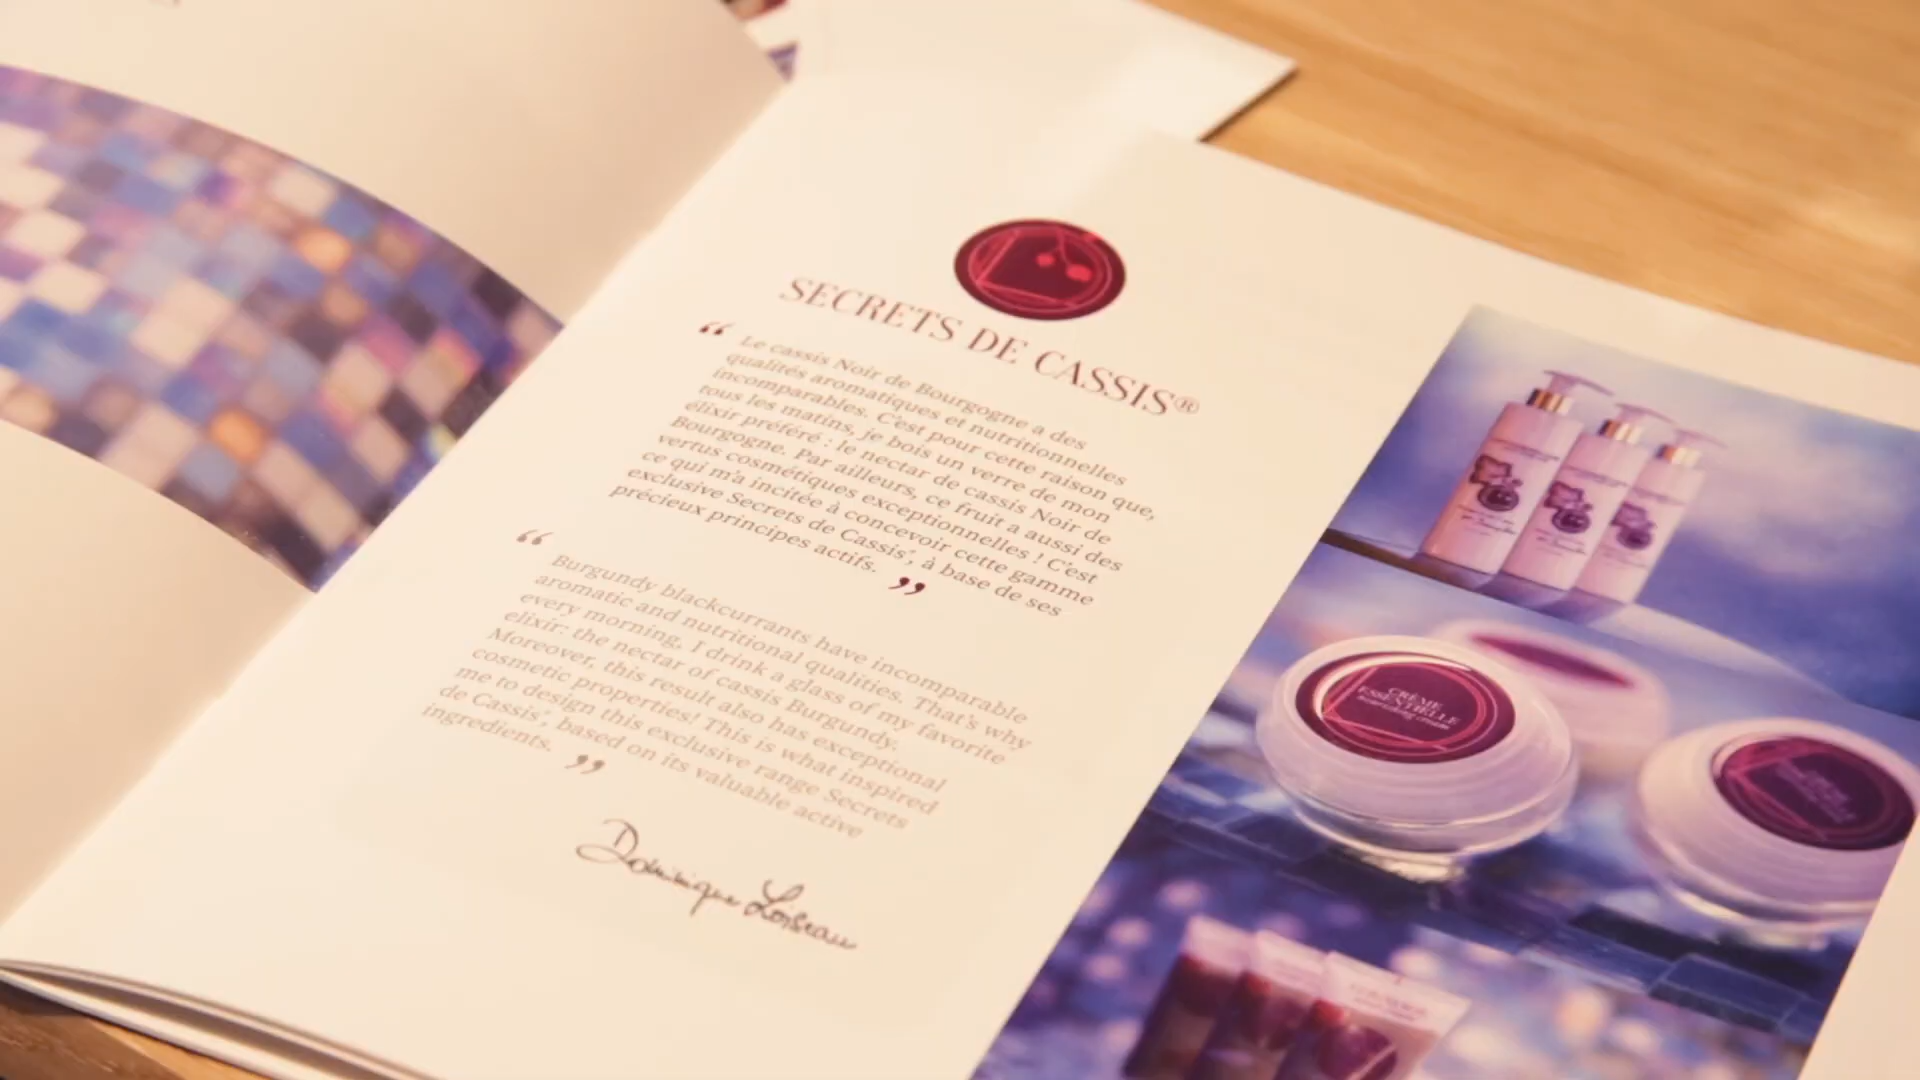 SECRETS DE CASSIS®
“ Le cassis Noir de Bourgogne a des
qualités aromatiques et nutritionnelles
incomparables. C'est pour cette raison que,
tous les matins, je bois un verre de mon
élixir préféré : le nectar de cassis Noir de
Bourgogne. Par ailleurs, ce fruit a aussi des
vertus cosmétiques exceptionnelles ! C'est
ce qui m'a incitée à concevoir cette gamme
exclusive Secrets de Cassis®, à base de ses
précieux principes actifs. ”
“ Burgundy blackcurrants have incomparable
aromatic and nutritional qualities. That's why
every morning, I drink a glass of my favorite
elixir: the nectar of cassis Burgundy.
Moreover, this result also has exceptional
cosmetic properties! This is what inspired
me to design this exclusive range Secrets
de Cassis®, based on its valuable active
ingredients. ”
Dominique Loiseau
CRÈME
ESSENTIELLE
nourishing cream